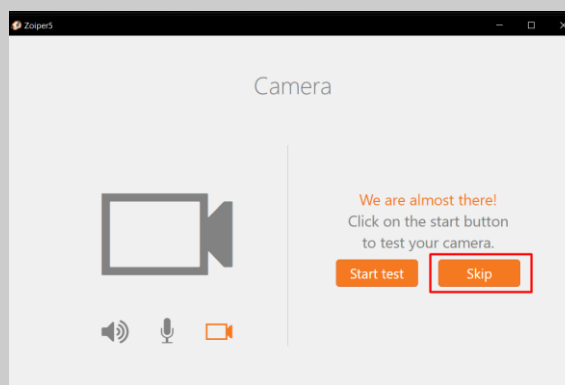 Zoiper5
Camera
We are almost there!
Click on the start button
to test your camera.
Start test
Skip